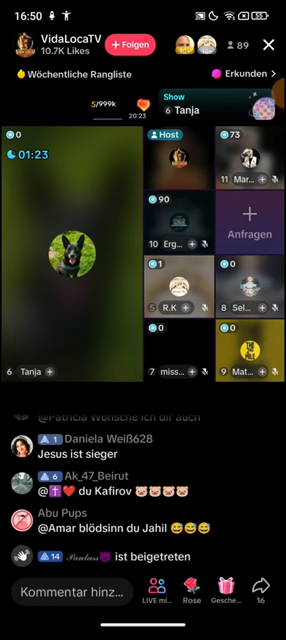 16:50
55
VidaLocaTV
10.7K Likes
+ Folgen
89
Wöchentliche Rangliste
Erkunden >
5/999k
20:23
Show
6 Tanja
0
01:23
Host
73
11 Mar... +
90
10 Erg... +
+
Anfragen
1
5 R.K +
0
8 Sel... +
0
7 miss...
0
9 Mat... +
6 Tanja +
@Patricia Wünsche ich dir auch
1 Daniela Weiß628
Jesus ist sieger
6 Ak_47_Beirut
@✝️❤️ du Kafirov 🐷🐷🐷🐷
Abu Pups
@Amar blödsinn du Jahil 😅😅😅
14 𝒫𝒶𝓃𝓁𝒶𝓈𝓈😈 ist beigetreten
Kommentar hinz...
LIVE mi...
Rose
Gesche...
16